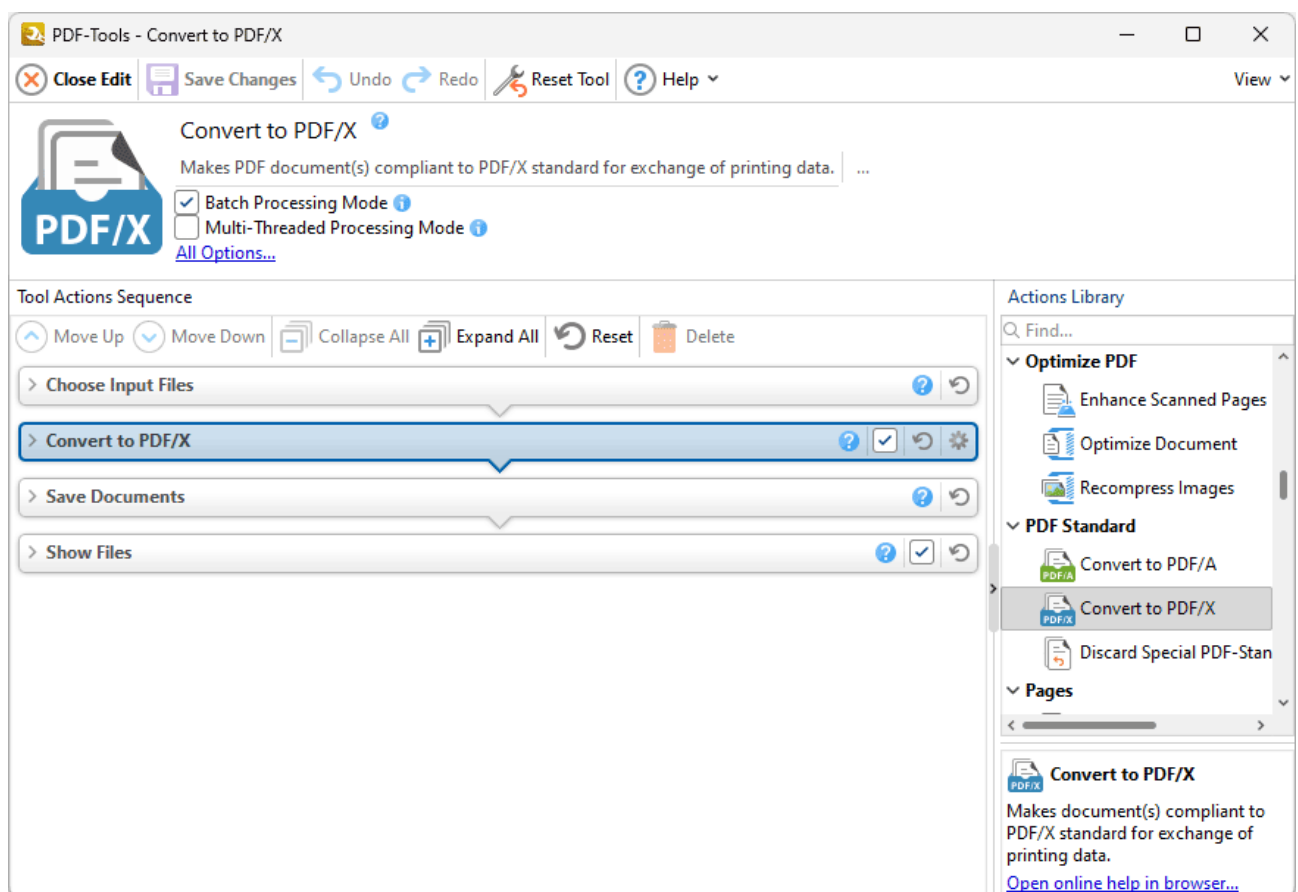 PDF-Tools - Convert to PDF/X
Close Edit Save Changes Undo Redo Reset Tool Help View
Convert to PDF/X
Makes PDF document(s) compliant to PDF/X standard for exchange of printing data. ...
PDF/X
Batch Processing Mode
Multi-Threaded Processing Mode
All Options...
Tool Actions Sequence
Move Up Move Down Collapse All Expand All Reset Delete
Choose Input Files
Convert to PDF/X
Save Documents
Show Files
Actions Library
Find...
Optimize PDF
Enhance Scanned Pages
Optimize Document
Recompress Images
PDF Standard
PDF/A Convert to PDF/A
PDF/X Convert to PDF/X
Discard Special PDF-Stan
Pages
PDF/X Convert to PDF/X
Makes document(s) compliant to
PDF/X standard for exchange of
printing data.
Open online help in browser...